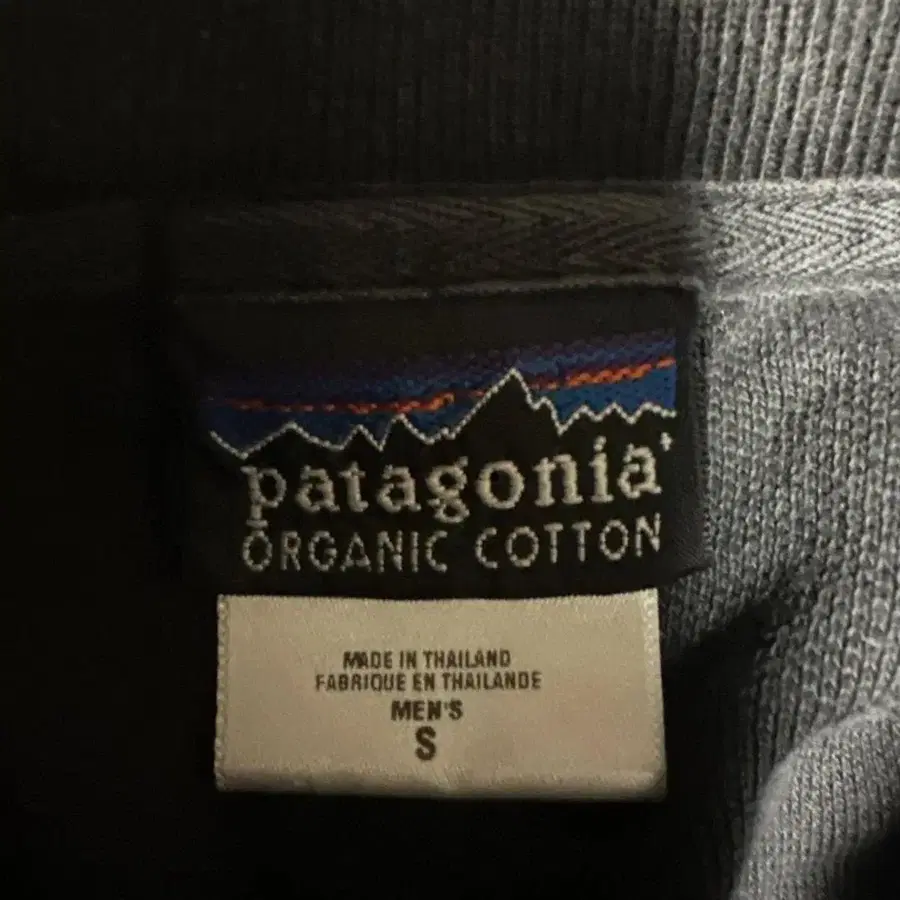 patagonia
ORGANIC COTTON
MADE IN THAILAND
FABRIQUE EN THAILANDE
MEN'S
S